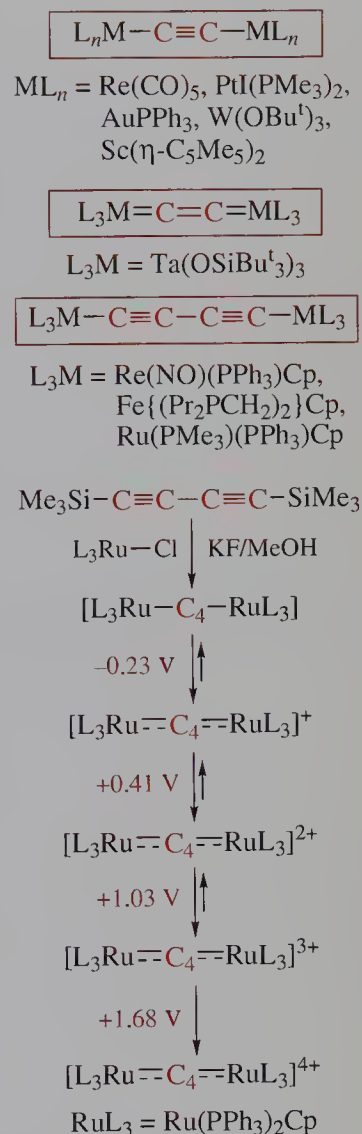 LₙM—C≡C—MLₙ
MLₙ = Re(CO)₅, PtI(PMe₃)₂,
AuPPh₃, W(OBuᵗ)₃,
Sc(η-C₅Me₅)₂
L₃M=C=C=ML₃
L₃M = Ta(OSiBuᵗ₃)₃
L₃M—C≡C—C≡C—ML₃
L₃M = Re(NO)(PPh₃)Cp,
Fe{(Pr₂PCH₂)₂}Cp,
Ru(PMe₃)(PPh₃)Cp
Me₃Si—C≡C—C≡C—SiMe₃
L₃Ru—Cl KF/MeOH
[L₃Ru—C₄—RuL₃]
–0.23 V
[L₃Ru=C₄=RuL₃]⁺
+0.41 V
[L₃Ru=C₄=RuL₃]²⁺
+1.03 V
[L₃Ru=C₄=RuL₃]³⁺
+1.68 V
[L₃Ru=C₄=RuL₃]⁴⁺
RuL₃ = Ru(PPh₃)₂Cp